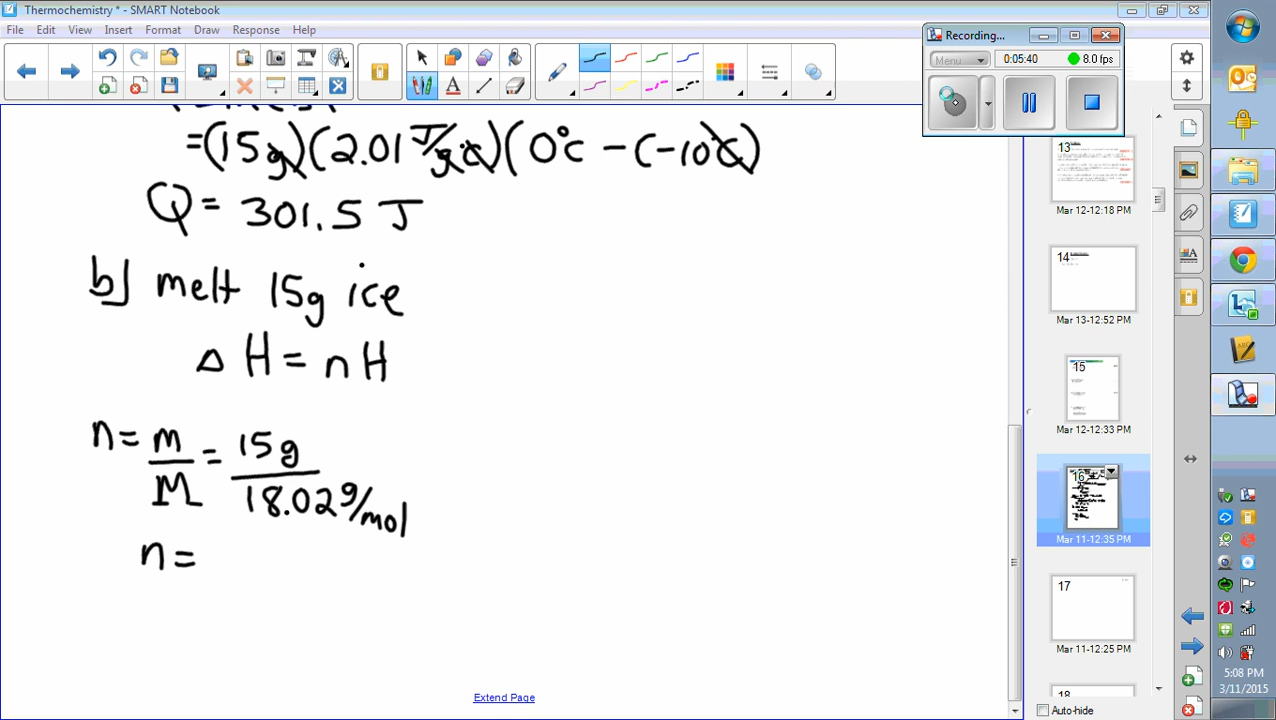 Thermochemistry * - SMART Notebook
File Edit View Insert Format Draw Response Help
Recording...
Menu
0:05:40
8.0 fps
=(15g)(2.01 J/g°c)(0°c - (-10°c)
Q = 301.5 J
b] melt 15g ice
Δ H = n H
n = m/M = 15g/18.02 g/mol
n =
Extend Page
13
Mar 12-12:18 PM
14
Mar 13-12:52 PM
15
Mar 12-12:33 PM
16
Mar 11-12:35 PM
17
Mar 11-12:25 PM
18
Auto-hide
5:08 PM
3/11/2015